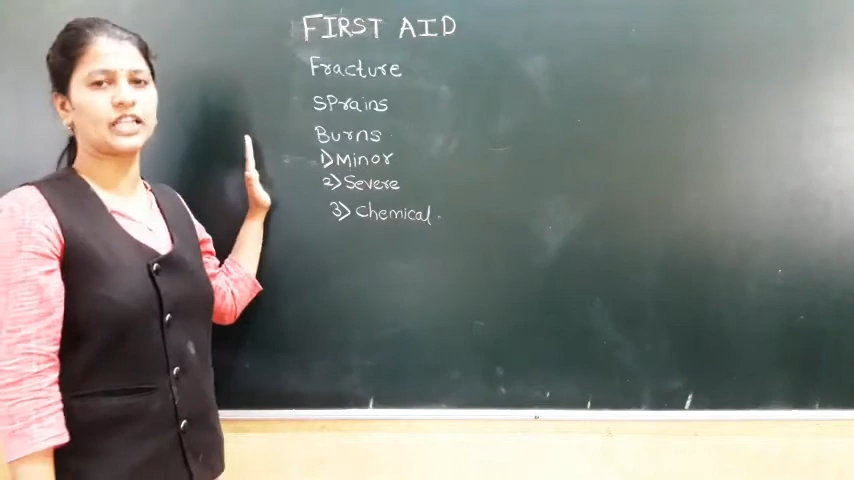 FIRST AID
Fracture
SPrains
Burns
1) Minor
2) Severe
3) Chemical.